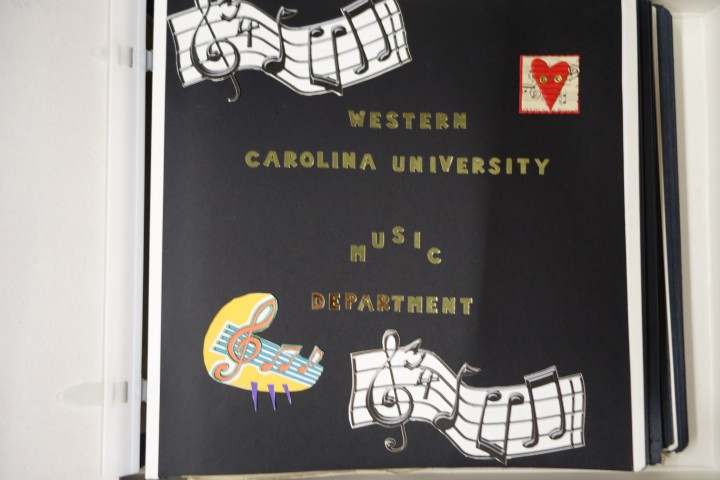 WESTERN
CAROLINA UNIVERSITY
MUSIC
DEPARTMENT